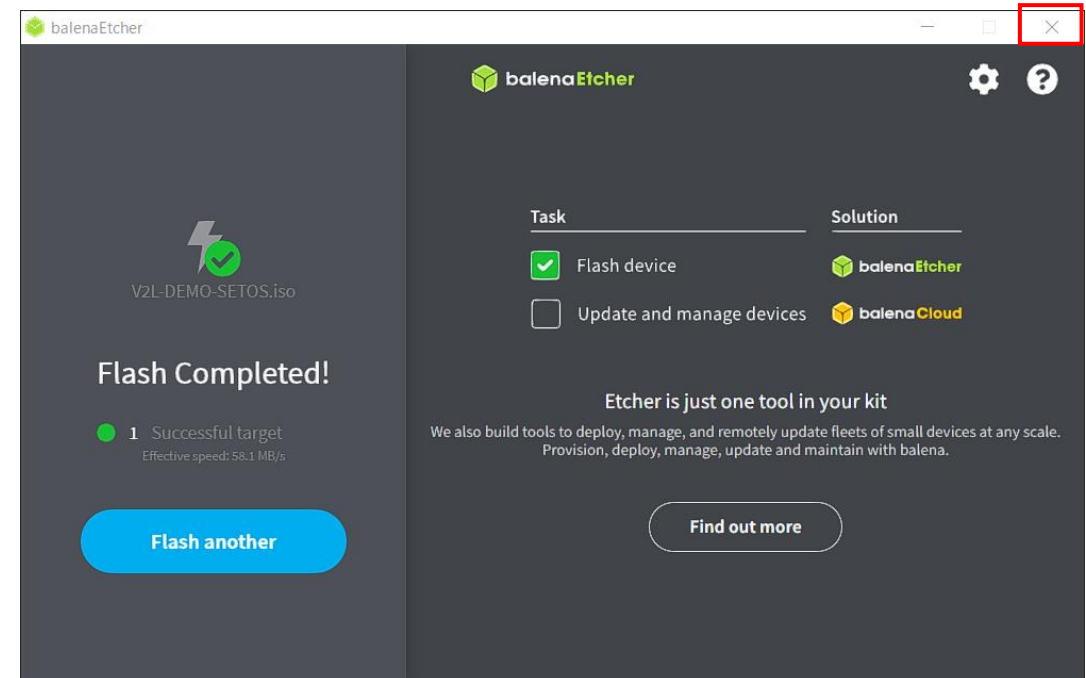 balenaEtcher
balenaEtcher
V2L-DEMO-SETOS.iso
Flash Completed!
1 Successful target
Effective speed: 58.1 MB/s
Flash another
Task Solution
Flash device balenaEtcher
Update and manage devices balenaCloud
Etcher is just one tool in your kit
We also build tools to deploy, manage, and remotely update fleets of small devices at any scale.
Provision, deploy, manage, update and maintain with balena.
Find out more